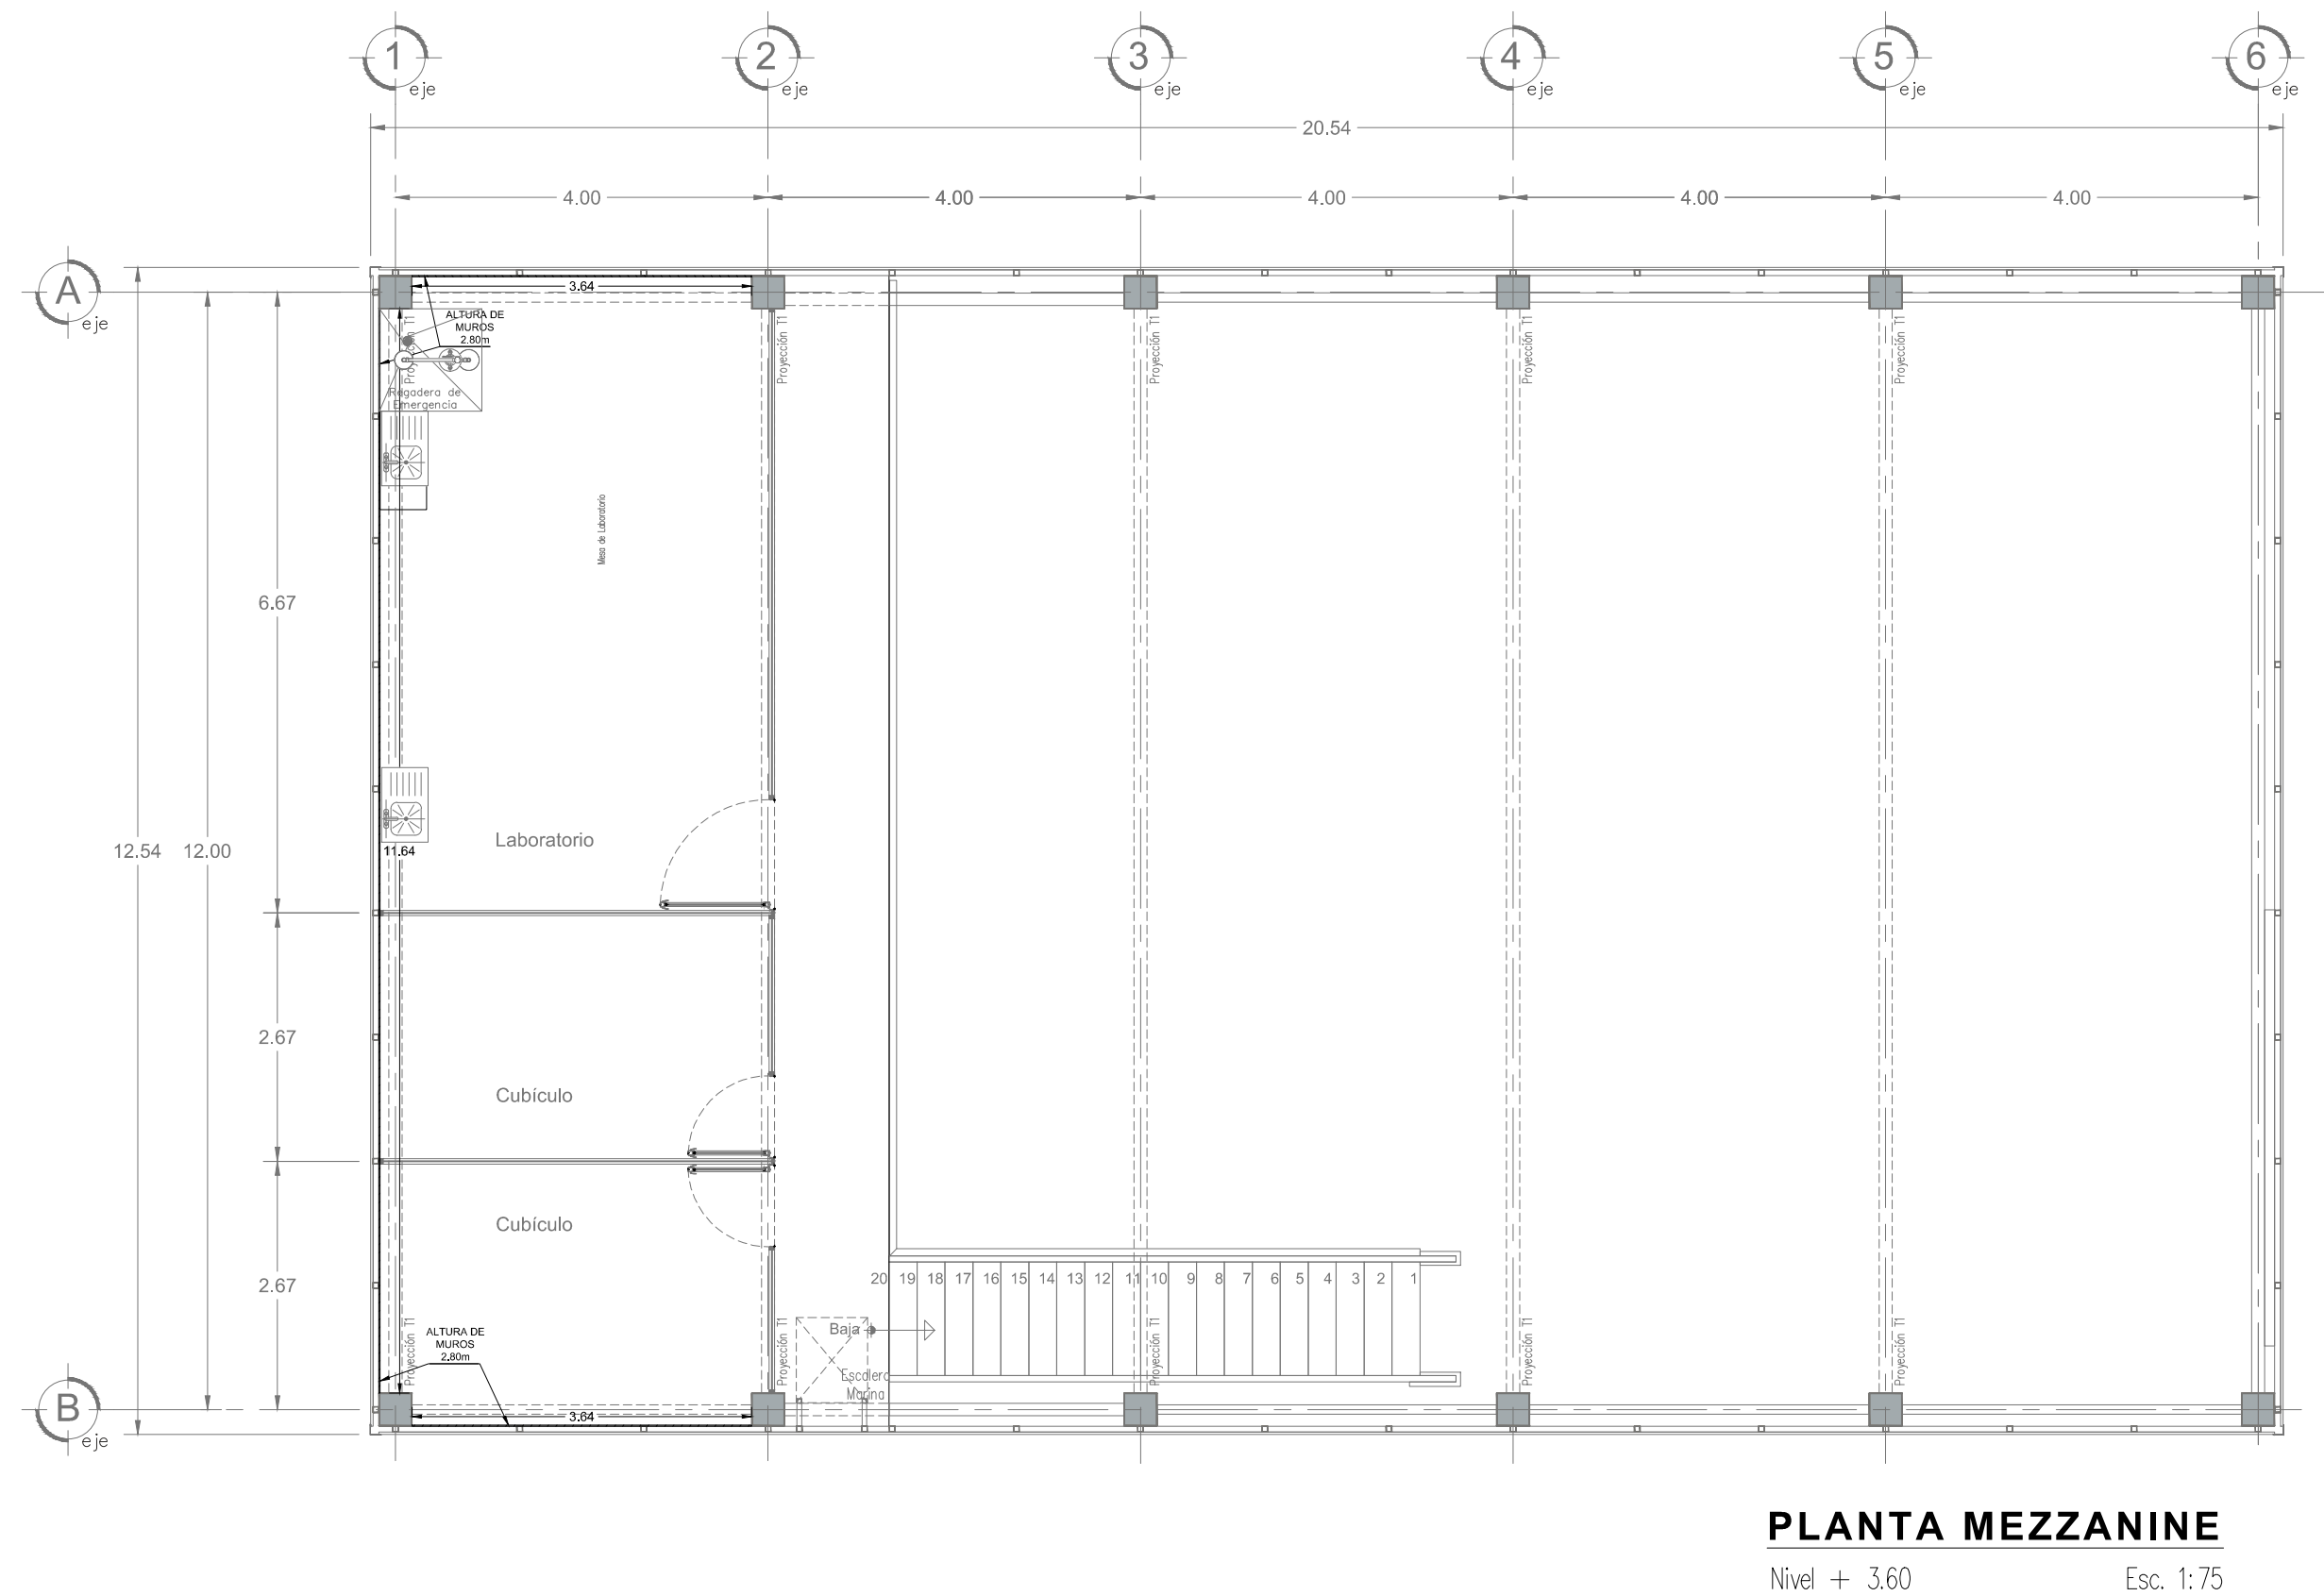 1 2 3 4 5 6
eje eje eje eje eje eje
20.54
4.00 4.00 4.00 4.00 4.00
A
eje
3.64
ALTURA DE
MUROS
2.80m
Proyección T1 Proyección T1 Proyección T1 Proyección T1 Proyección T1
Regadera de
Emergencia
Mesa de Laboratorio
6.67
Laboratorio
12.54 12.00 11.64
2.67
Cubículo
Cubículo
2.67
20 19 18 17 16 15 14 13 12 11 10 9 8 7 6 5 4 3 2 1
Baja
ALTURA DE
MUROS
2.80m
Proyección T1 Proyección T1 Proyección T1 Proyección T1 Proyección T1
Escalera
Marina
B
eje
3.64
PLANTA MEZZANINE
Nivel + 3.60 Esc. 1:75